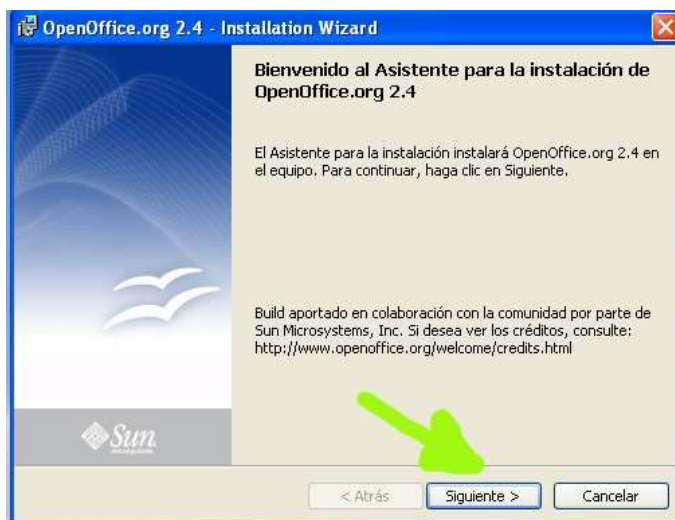 OpenOffice.org 2.4 - Installation Wizard
Bienvenido al Asistente para la instalación de
OpenOffice.org 2.4
El Asistente para la instalación instalará OpenOffice.org 2.4 en
el equipo. Para continuar, haga clic en Siguiente.
Build aportado en colaboración con la comunidad por parte de
Sun Microsystems, Inc. Si desea ver los créditos, consulte:
http://www.openoffice.org/welcome/credits.html
Sun
microsystems
< Atrás
Siguiente >
Cancelar